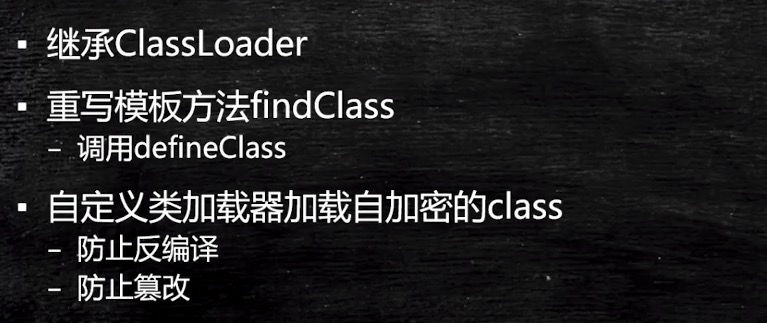 ▪ 继承ClassLoader
▪ 重写模板方法findClass
– 调用defineClass
▪ 自定义类加载器加载自加密的class
– 防止反编译
– 防止篡改